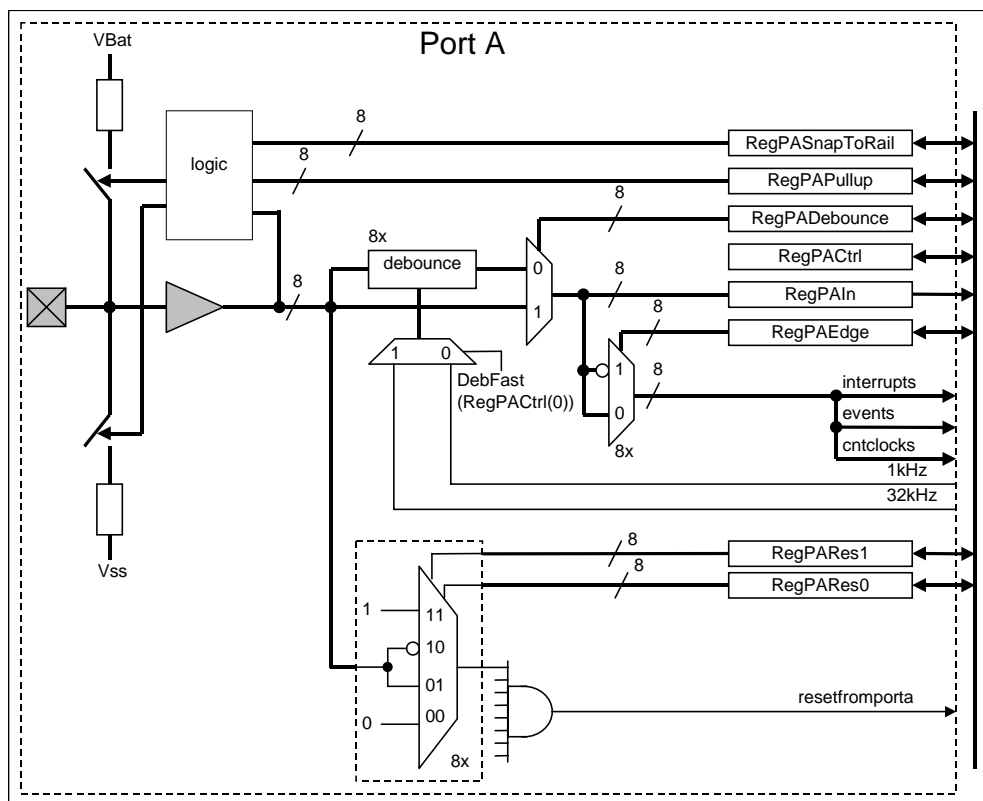 Port A
VBat
8
RegPASnapToRail
logic
8
RegPAPullup
8
RegPADebounce
8x
debounce
0
RegPACtrl
8
8
RegPAIn
1
8
RegPAEdge
1 0
DebFast
(RegPACtrl(0))
1
8
interrupts
0
events
8x
cntclocks
1kHz
32kHz
Vss
8
RegPARes1
8
RegPARes0
1
11
10
01
00
0
8x
resetfromporta